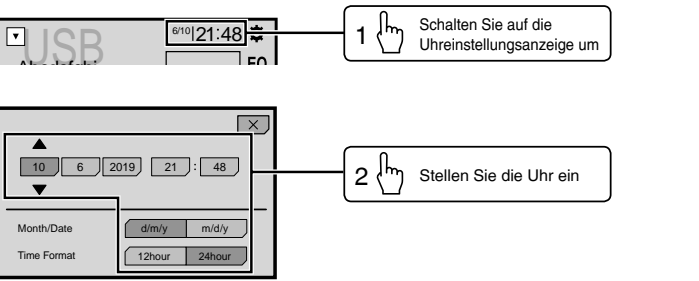 USB
6/10 21:48
1 Schalten Sie auf die
Uhreinstellungsanzeige um
10 6 2019 21 : 48
2 Stellen Sie die Uhr ein
Month/Date d/m/y m/d/y
Time Format 12hour 24hour